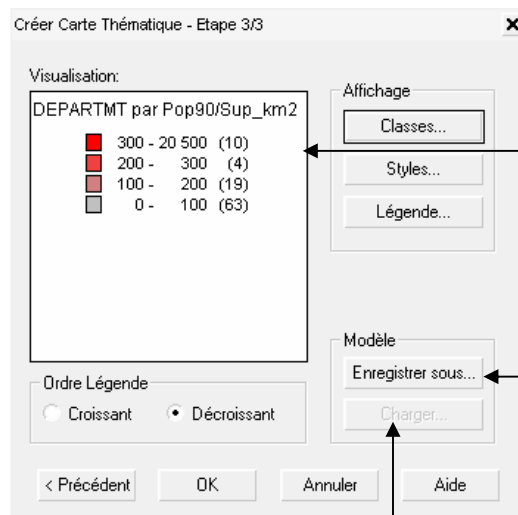 Créer Carte Thématique - Etape 3/3
Visualisation:
DEPARTMT par Pop90/Sup_km2
300 - 20 500 (10)
200 - 300 (4)
100 - 200 (19)
0 - 100 (63)
Affichage
Classes...
Styles...
Légende...
Modèle
Enregistrer sous...
Charger...
Ordre Légende
Croissant
Décroissant
< Précédent
OK
Annuler
Aide